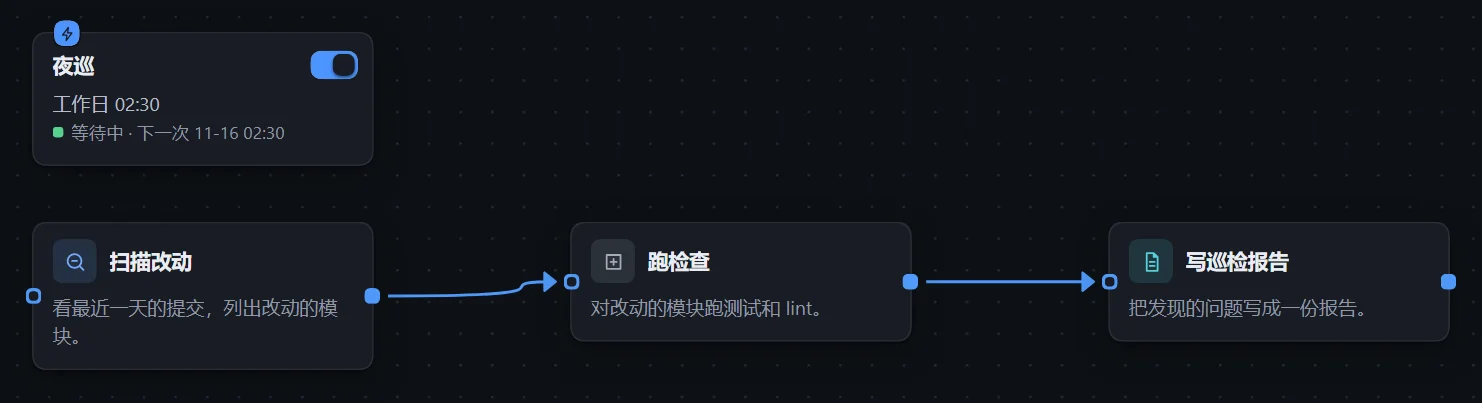 夜巡
工作日 02:30
等待中 · 下一次 11-16 02:30
扫描改动
看最近一天的提交，列出改动的模
块。
跑检查
对改动的模块跑测试和 lint。
写巡检报告
把发现的问题写成一份报告。